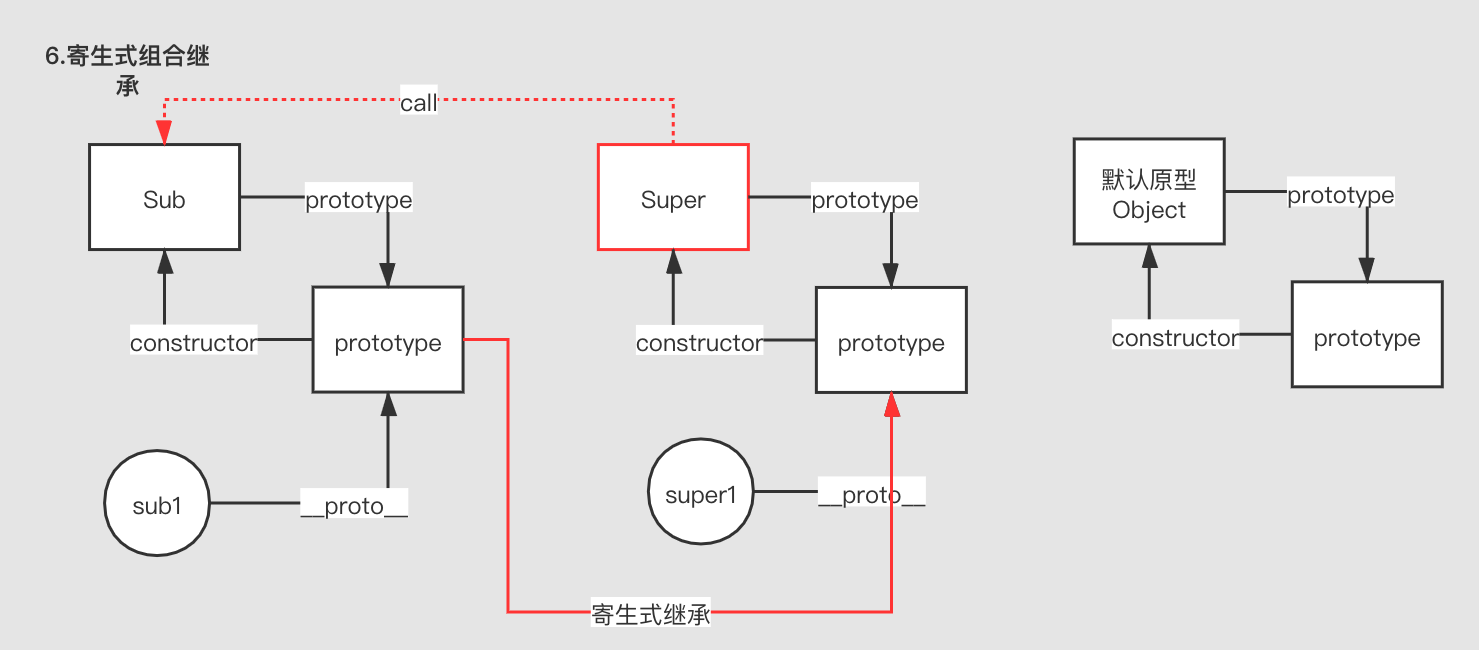 6.寄生式组合继
承
call
Sub
prototype
constructor
prototype
sub1
__proto__
Super
prototype
constructor
prototype
super1
__proto__
寄生式继承
默认原型
Object
prototype
constructor
prototype